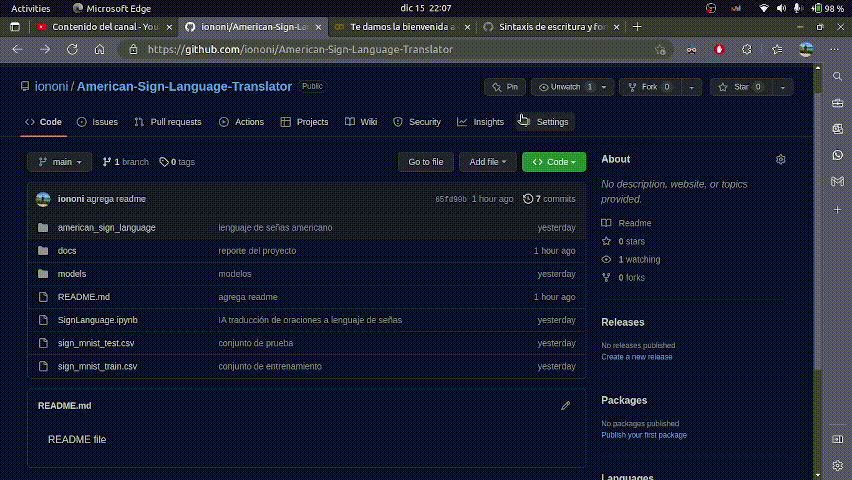 Activities
Microsoft Edge
dic 15 22:07
98 %
Contenido del canal - You
iononi/American-Sign-La
Te damos la bienvenida a
Sintaxis de escritura y for
https://github.com/iononi/American-Sign-Language-Translator
iononi / American-Sign-Language-Translator Public
Pin
Unwatch 1
Fork 0
Star 0
Code
Issues
Pull requests
Actions
Projects
Wiki
Security
Insights
Settings
main
1 branch
0 tags
Go to file
Add file
Code
iononi agrega readme
65fd99b 1 hour ago
7 commits
american_sign_language lenguaje de señas americano yesterday
docs reporte del proyecto 1 hour ago
models modelos yesterday
README.md agrega readme 1 hour ago
SignLanguage.ipynb IA traducción de oraciones a lenguaje de señas yesterday
sign_mnist_test.csv conjunto de prueba yesterday
sign_mnist_train.csv conjunto de entrenamiento yesterday
README.md
README file
About
No description, website, or topics
provided.
Readme
0 stars
1 watching
0 forks
Releases
No releases published
Create a new release
Packages
No packages published
Publish your first package
Languages